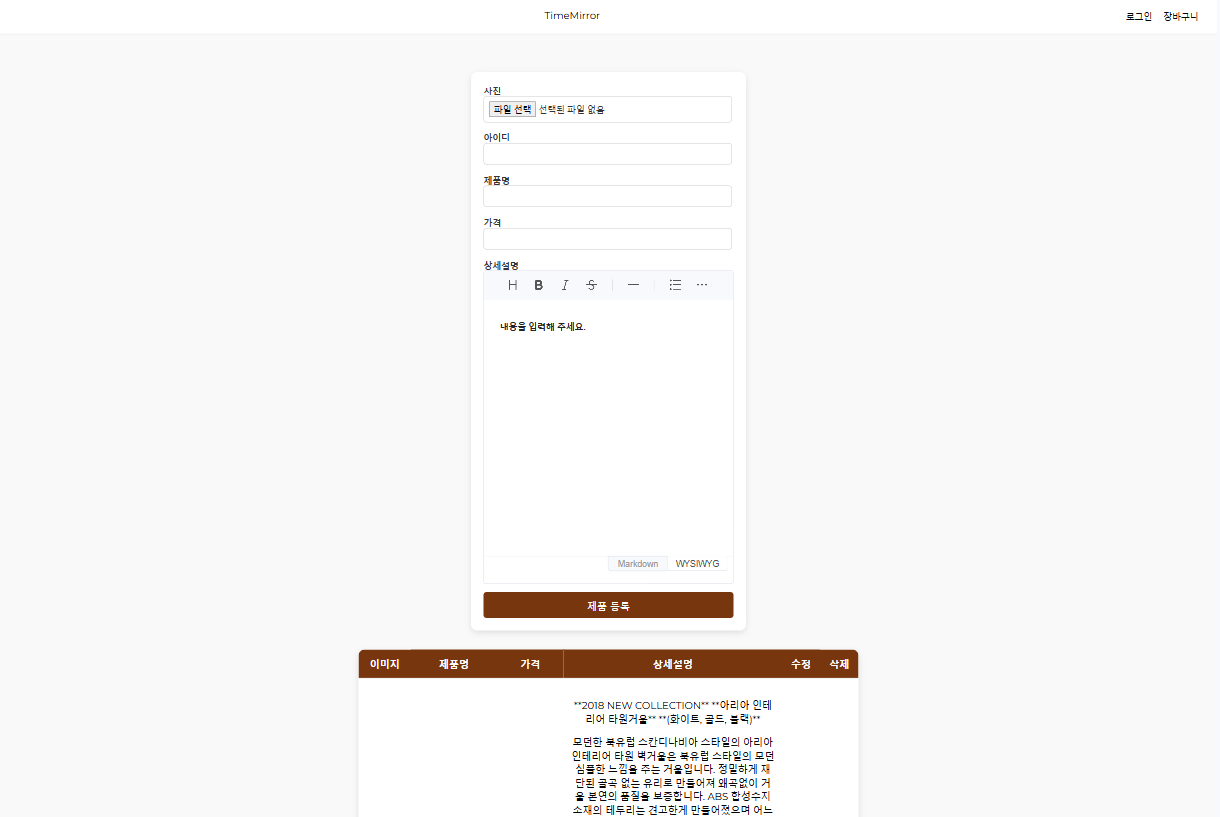 TimeMirror
로그인 장바구니
사진
파일 선택 선택된 파일 없음
아이디
제품명
가격
상세설명
H B I S
내용을 입력해 주세요.
Markdown WYSIWYG
제품 등록
이미지 제품명 가격 상세설명 수정 삭제
**2018 NEW COLLECTION** **아리아 인테
리어 타원거울** **(화이트, 골드, 블랙)**
모던한 북유럽 스칸디나비아 스타일의 아리아
인테리어 타원 벽거울은 북유럽 스타일의 모던
심플한 느낌을 주는 거울입니다. 정밀하게 재
단된 굴곡 없는 유리로 만들어져 왜곡없이 거
울 본연의 품질을 보증합니다. ABS 합성수지
소재의 테두리는 견고한게 만들어졌으며 어느